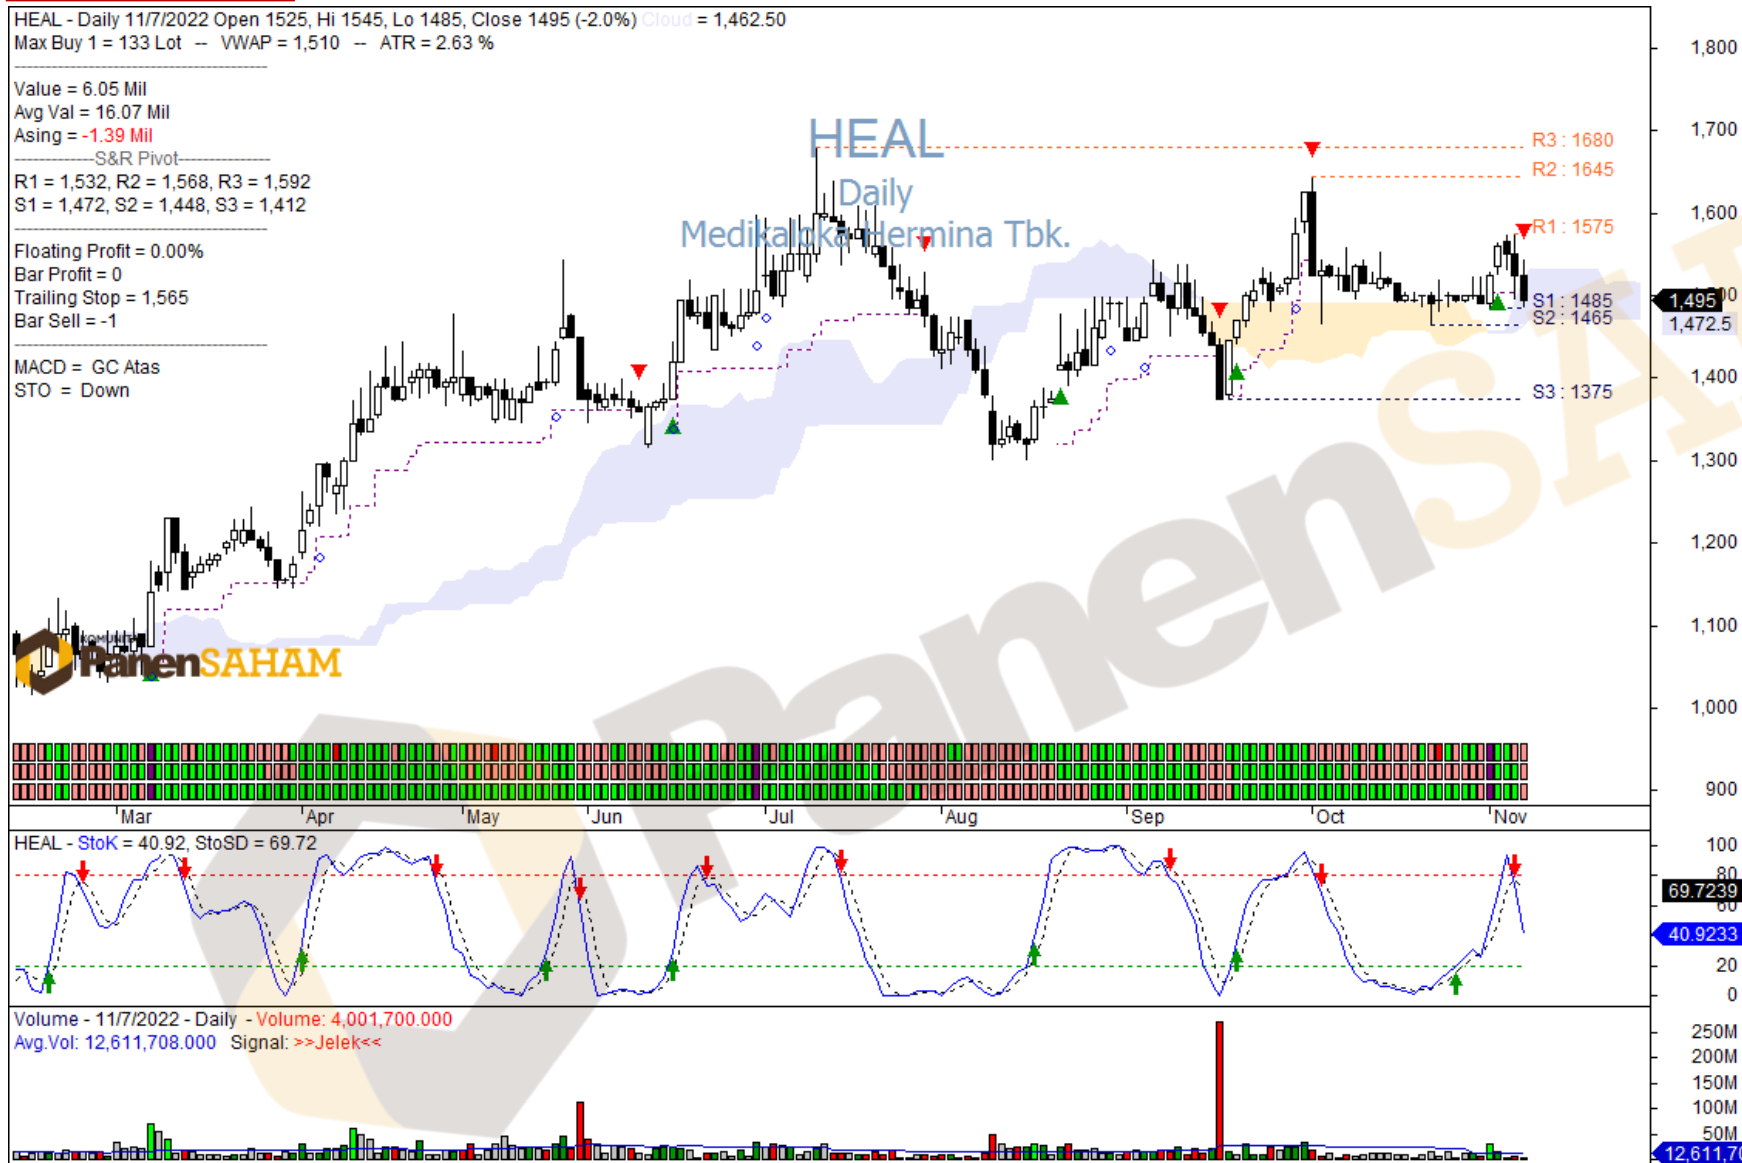 HEAL - Daily 11/7/2022 Open 1525, Hi 1545, Lo 1485, Close 1495 (-2.0%) Cloud = 1,462.50
Max Buy 1 = 133 Lot -- VWAP = 1,510 -- ATR = 2.63 %
Value = 6.05 Mil
Avg Val = 16.07 Mil
Asing = -1.39 Mil
S&R Pivot
R1 = 1,532, R2 = 1,568, R3 = 1,592
S1 = 1,472, S2 = 1,448, S3 = 1,412
Floating Profit = 0.00%
Bar Profit = 0
Trailing Stop = 1,565
Bar Sell = -1
MACD = GC Atas
STO = Down
HEAL
Daily
Medikaloka Hermina Tbk.
R3 : 1680
R2 : 1645
R1 : 1575
S1 : 1485
S2 : 1465
S3 : 1375
1,800
1,700
1,600
1,495
1,472.5
1,400
1,300
1,200
1,100
1,000
900
KOMUNITAS
PanenSAHAM
PanenSA
Mar Apr May Jun Jul Aug Sep Oct Nov
HEAL - StoK = 40.92, StoSD = 69.72
100
80
69.7239
60
40.9233
20
0
Volume - 11/7/2022 - Daily - Volume: 4,001,700.000
Avg.Vol: 12,611,708.000 Signal: >>Jelek<<
250M
200M
150M
100M
50M
12,611,70